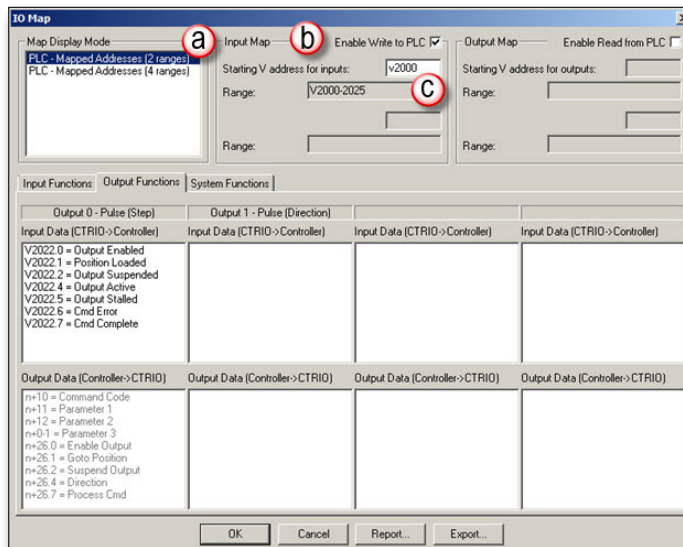 IO Map
Map Display Mode
a
PLC - Mapped Addresses (2 ranges)
PLC - Mapped Addresses (4 ranges)
Input Map
b
Enable Write to PLC
Starting V address for inputs:
v2000
Range:
V2000-2025
c
Range:
Output Map
Enable Read from PLC
Starting V address for outputs:
Range:
Range:
Input Functions
Output Functions
System Functions
Output 0 - Pulse (Step)
Output 1 - Pulse (Direction)
Input Data (CTRIO->Controller)
Input Data (CTRIO->Controller)
Input Data (CTRIO->Controller)
Input Data (CTRIO->Controller)
V2022.0 = Output Enabled
V2022.1 = Position Loaded
V2022.2 = Output Suspended
V2022.4 = Output Active
V2022.5 = Output Stalled
V2022.6 = Cmd Error
V2022.7 = Cmd Complete
Output Data (Controller->CTRIO)
Output Data (Controller->CTRIO)
Output Data (Controller->CTRIO)
Output Data (Controller->CTRIO)
n+10 = Command Code
n+11 = Parameter 1
n+12 = Parameter 2
n+0-1 = Parameter 3
n+26.0 = Enable Output
n+26.1 = Goto Position
n+26.2 = Suspend Output
n+26.4 = Direction
n+26.7 = Process Cmd
OK
Cancel
Report...
Export...